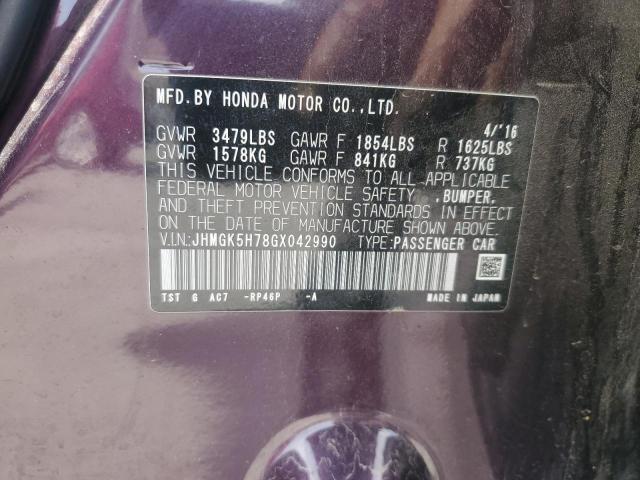 MFD.BY HONDA MOTOR CO.,LTD. 4/'16
GVWR 3479LBS GAWR F 1854LBS R 1625LBS
GVWR 1578KG GAWR F 841KG R 737KG
THIS VEHICLE CONFORMS TO ALL APPLICABLE
FEDERAL MOTOR VEHICLE SAFETY ,BUMPER,
AND THEFT PREVENTION STANDARDS IN EFFECT
ON THE DATE OF MANUFACTURE SHOWN ABOVE.
V.I.N.:JHMGK5H78GX042990 TYPE:PASSENGER CAR
TST G AC7 -RP46P -A MADE IN JAPAN